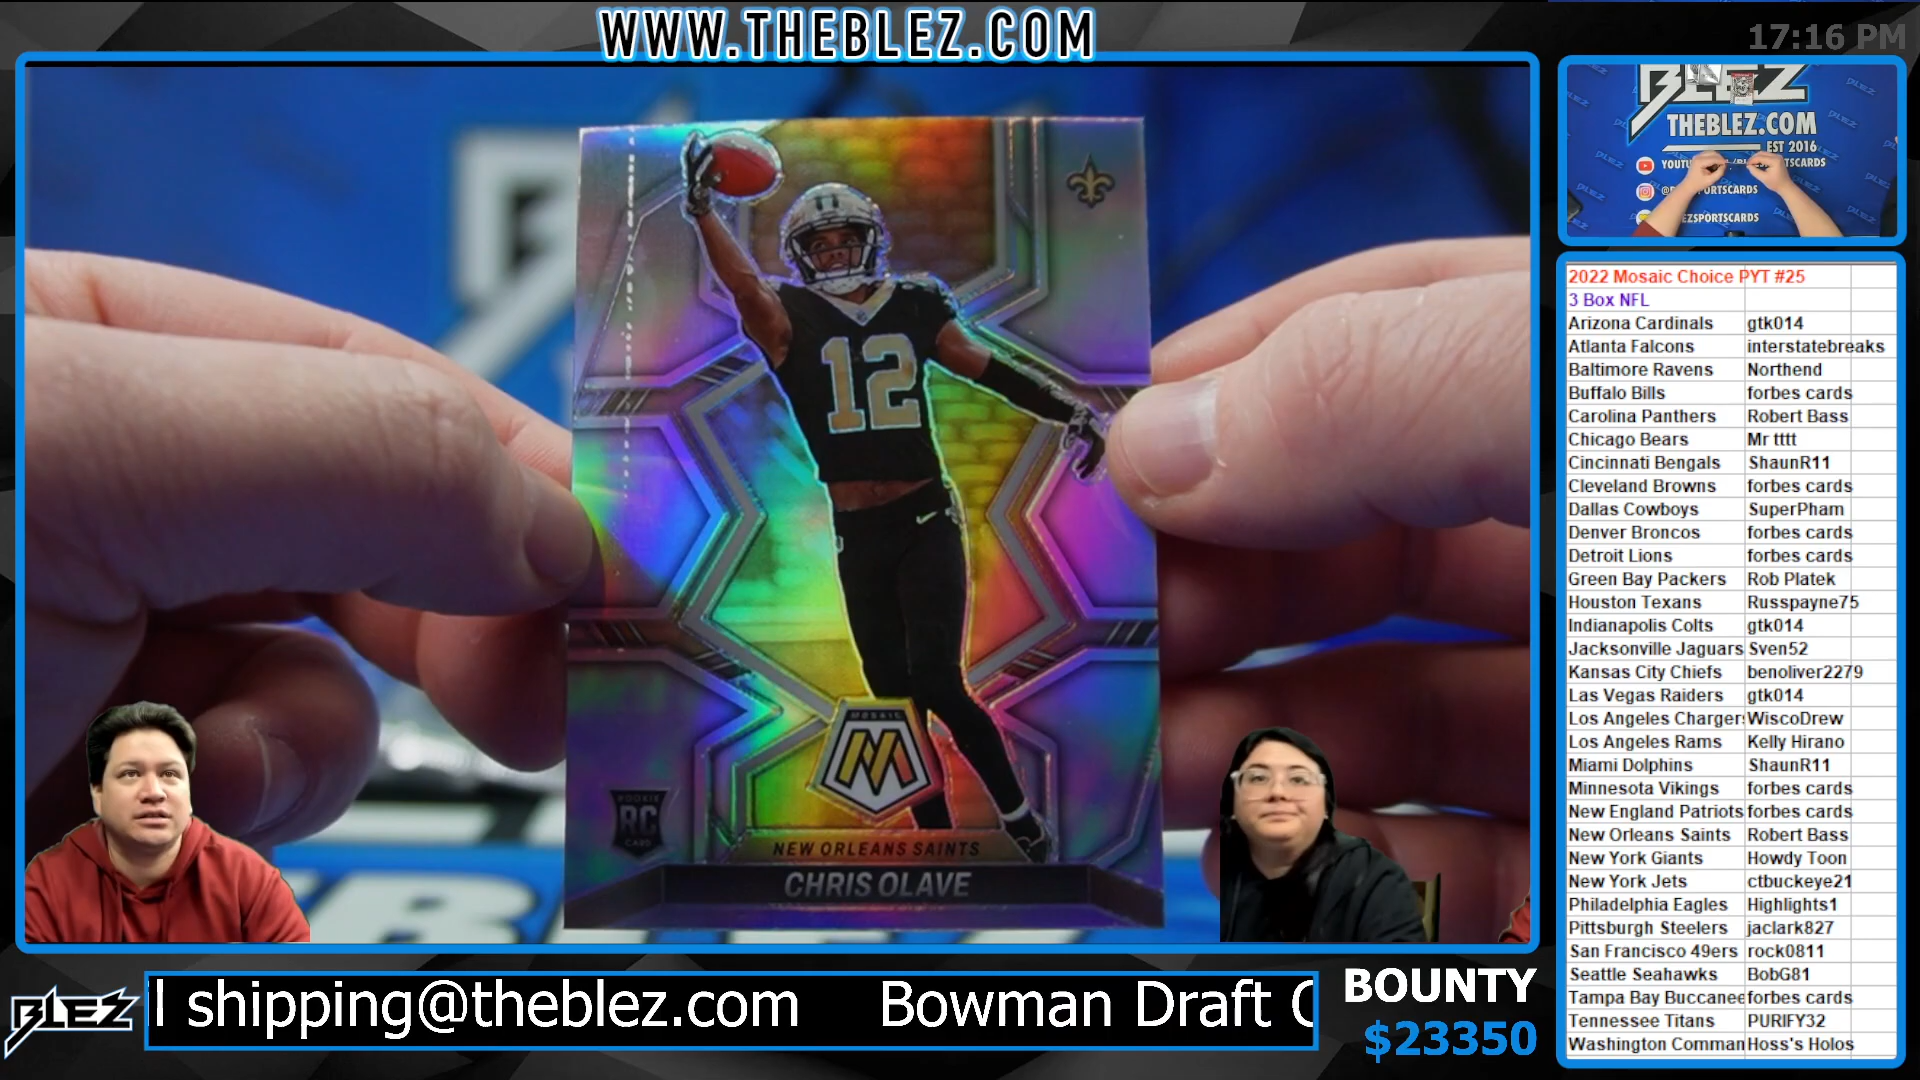 WWW.THEBLEZ.COM
17:16 PM
BLEZ
THEBLEZ.COM
EST 2016
12
MOSAIC
ROOKIE
RC
CARD
NEW ORLEANS SAINTS
CHRIS OLAVE
2022 Mosaic Choice PYT #25
3 Box NFL
Arizona Cardinals gtk014
Atlanta Falcons interstatebreaks
Baltimore Ravens Northend
Buffalo Bills forbes cards
Carolina Panthers Robert Bass
Chicago Bears Mr tttt
Cincinnati Bengals ShaunR11
Cleveland Browns forbes cards
Dallas Cowboys SuperPham
Denver Broncos forbes cards
Detroit Lions forbes cards
Green Bay Packers Rob Platek
Houston Texans Russpayne75
Indianapolis Colts gtk014
Jacksonville Jaguars Sven52
Kansas City Chiefs benoliver2279
Las Vegas Raiders gtk014
Los Angeles Charger WiscoDrew
Los Angeles Rams Kelly Hirano
Miami Dolphins ShaunR11
Minnesota Vikings forbes cards
New England Patriots forbes cards
New Orleans Saints Robert Bass
New York Giants Howdy Toon
New York Jets ctbuckeye21
Philadelphia Eagles Highlights1
Pittsburgh Steelers jaclark827
San Francisco 49ers rock0811
Seattle Seahawks BobG81
Tampa Bay Buccanee forbes cards
Tennessee Titans PURIFY32
Washington Comman Hoss's Holos
BLEZ
l shipping@theblez.com Bowman Draft C
BOUNTY
$23350